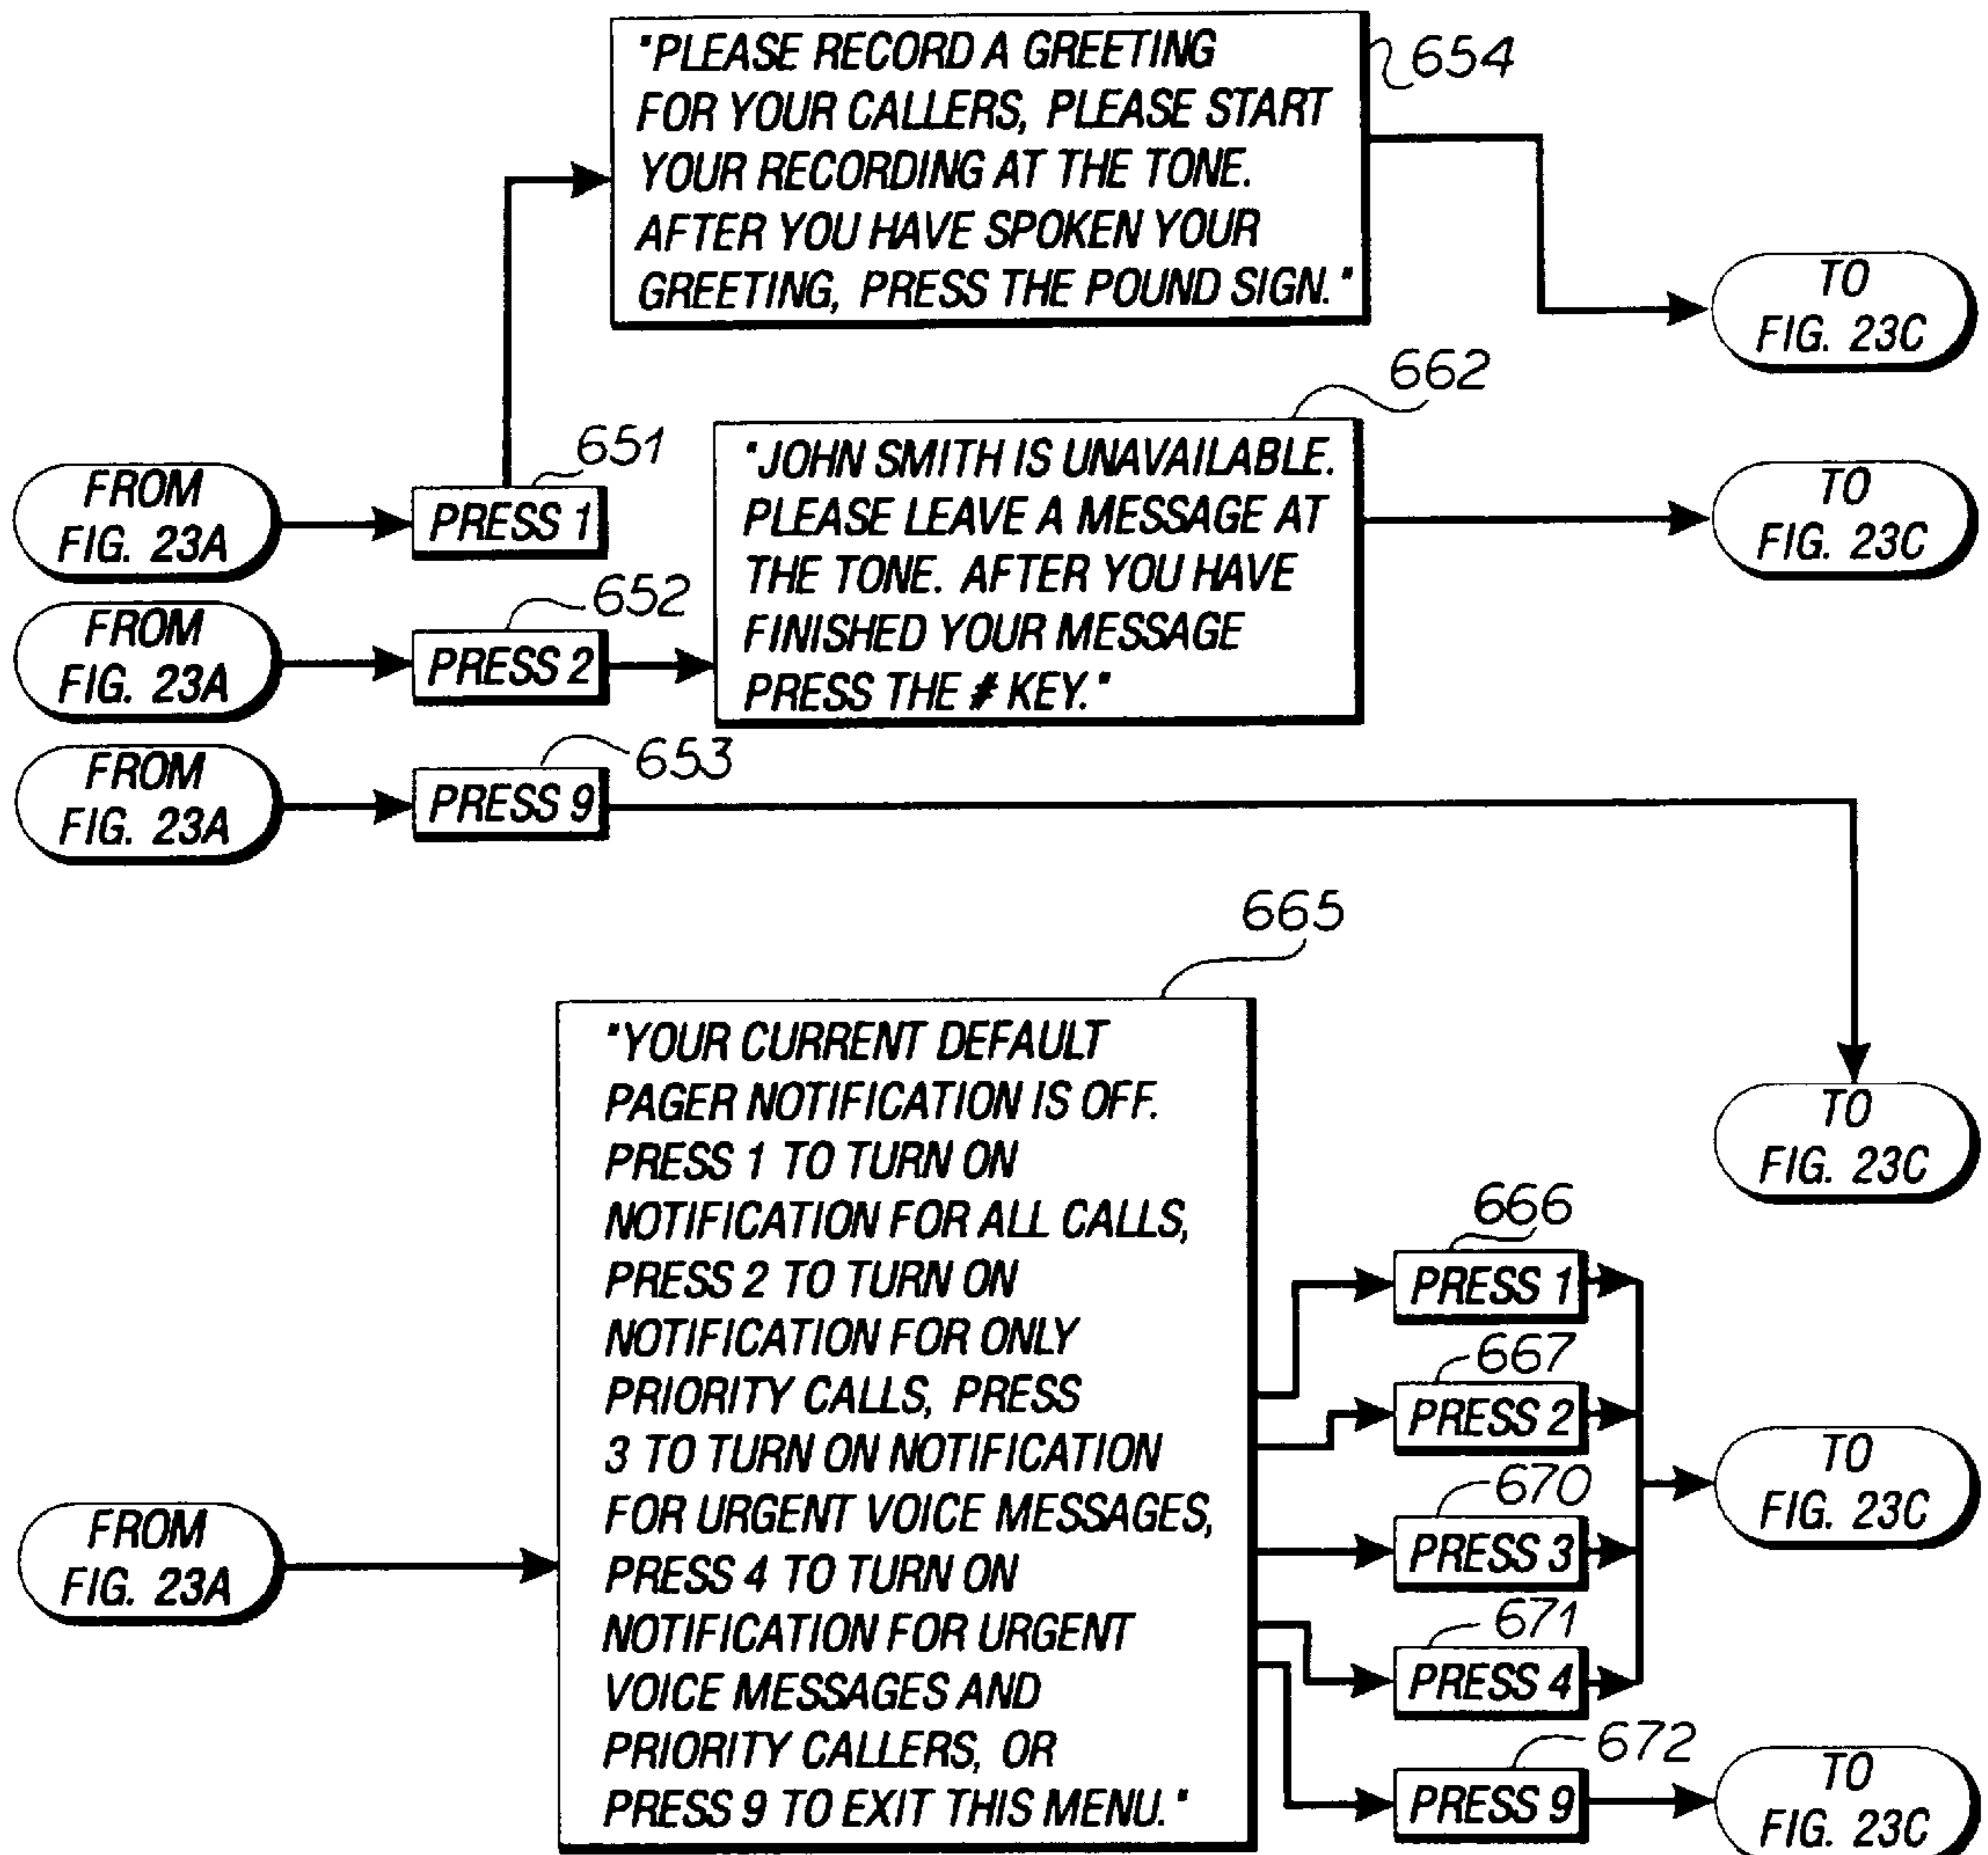 "PLEASE RECORD A GREETING
FOR YOUR CALLERS, PLEASE START
YOUR RECORDING AT THE TONE.
AFTER YOU HAVE SPOKEN YOUR
GREETING, PRESS THE POUND SIGN."
654
TO
FIG. 23C
FROM
FIG. 23A
651
PRESS 1
662
"JOHN SMITH IS UNAVAILABLE.
PLEASE LEAVE A MESSAGE AT
THE TONE. AFTER YOU HAVE
FINISHED YOUR MESSAGE
PRESS THE # KEY."
TO
FIG. 23C
FROM
FIG. 23A
652
PRESS 2
FROM
FIG. 23A
653
PRESS 9
TO
FIG. 23C
FROM
FIG. 23A
665
"YOUR CURRENT DEFAULT
PAGER NOTIFICATION IS OFF.
PRESS 1 TO TURN ON
NOTIFICATION FOR ALL CALLS,
PRESS 2 TO TURN ON
NOTIFICATION FOR ONLY
PRIORITY CALLS, PRESS
3 TO TURN ON NOTIFICATION
FOR URGENT VOICE MESSAGES,
PRESS 4 TO TURN ON
NOTIFICATION FOR URGENT
VOICE MESSAGES AND
PRIORITY CALLERS, OR
PRESS 9 TO EXIT THIS MENU."
666
PRESS 1
667
PRESS 2
670
PRESS 3
671
PRESS 4
TO
FIG. 23C
672
PRESS 9
TO
FIG. 23C